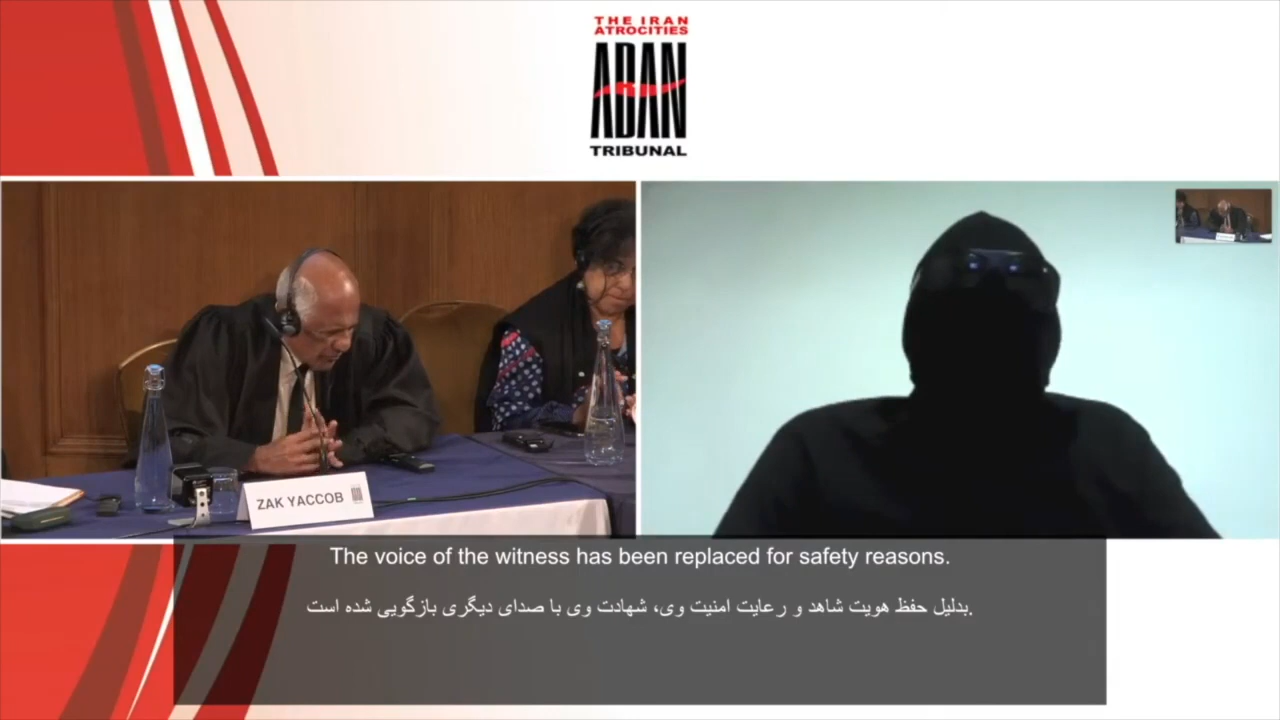 THE IRAN
ATROCITIES
ABAN
TRIBUNAL
ZAK YACCOB
The voice of the witness has been replaced for safety reasons.
بدلیل حفظ هویت شاهد و رعایت امنیت وی، شهادت وی با صدای دیگری بازگویی شده است.